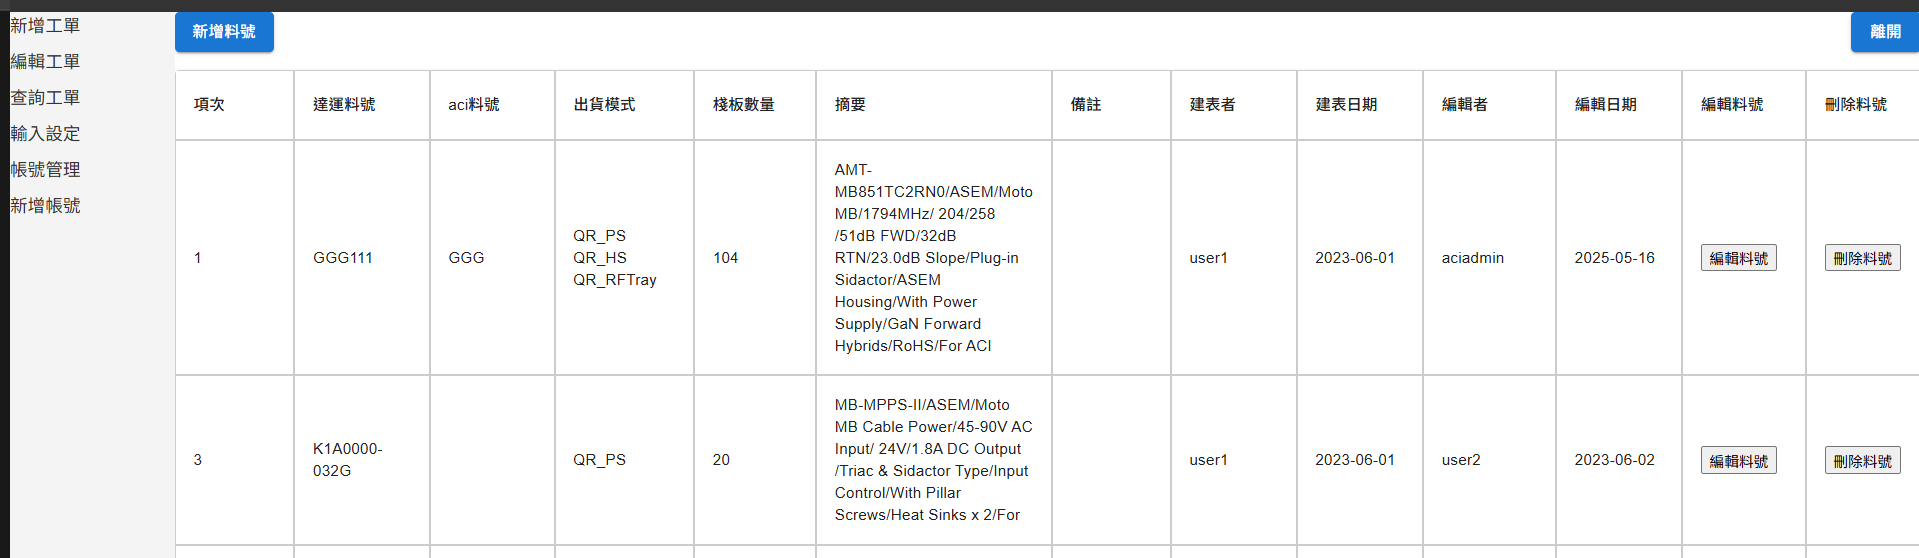 新增工單
編輯工單
查詢工單
輸入設定
帳號管理
新增帳號
新增料號
離開
項次 達運料號 aci料號 出貨模式 棧板數量 摘要 備註 建表者 建表日期 編輯者 編輯日期 編輯料號 刪除料號
1
GGG111
GGG
QR_PS
QR_HS
QR_RFTray
104
AMT-
MB851TC2RN0/ASEM/Moto
MB/1794MHz/ 204/258
/51dB FWD/32dB
RTN/23.0dB Slope/Plug-in
Sidactor/ASEM
Housing/With Power
Supply/GaN Forward
Hybrids/RoHS/For ACI
user1
2023-06-01
aciadmin
2025-05-16
編輯料號
刪除料號
3
K1A0000-
032G
QR_PS
20
MB-MPPS-II/ASEM/Moto
MB Cable Power/45-90V AC
Input/ 24V/1.8A DC Output
/Triac & Sidactor Type/Input
Control/With Pillar
Screws/Heat Sinks x 2/For
user1
2023-06-01
user2
2023-06-02
編輯料號
刪除料號